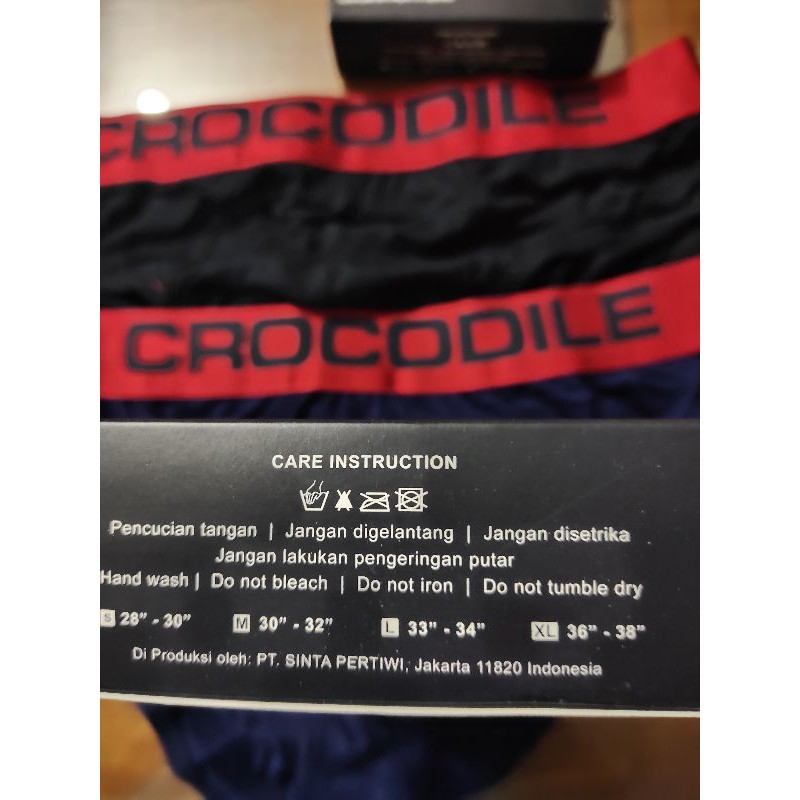 CROCODILE
CROCODILE
CARE INSTRUCTION
Pencucian tangan | Jangan digelantang | Jangan disetrika
Jangan lakukan pengeringan putar
Hand wash | Do not bleach | Do not iron | Do not tumble dry
S 28" - 30" M 30" - 32" L 33" - 34" XL 36" - 38"
Di Produksi oleh: PT. SINTA PERTIWI, Jakarta 11820 Indonesia